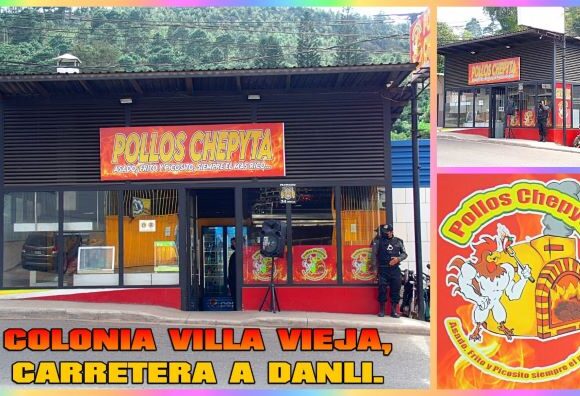 POLLOS CHEPYTA
ASADO, FRITO Y PICOSITO, SIEMPRE EL MAS RICO...
COLONIA VILLA VIEJA,
CARRETERA A DANLI.
POLLOS CHEPYTA
Pollos Chepy
Asado, Frito y Picosito siempre el